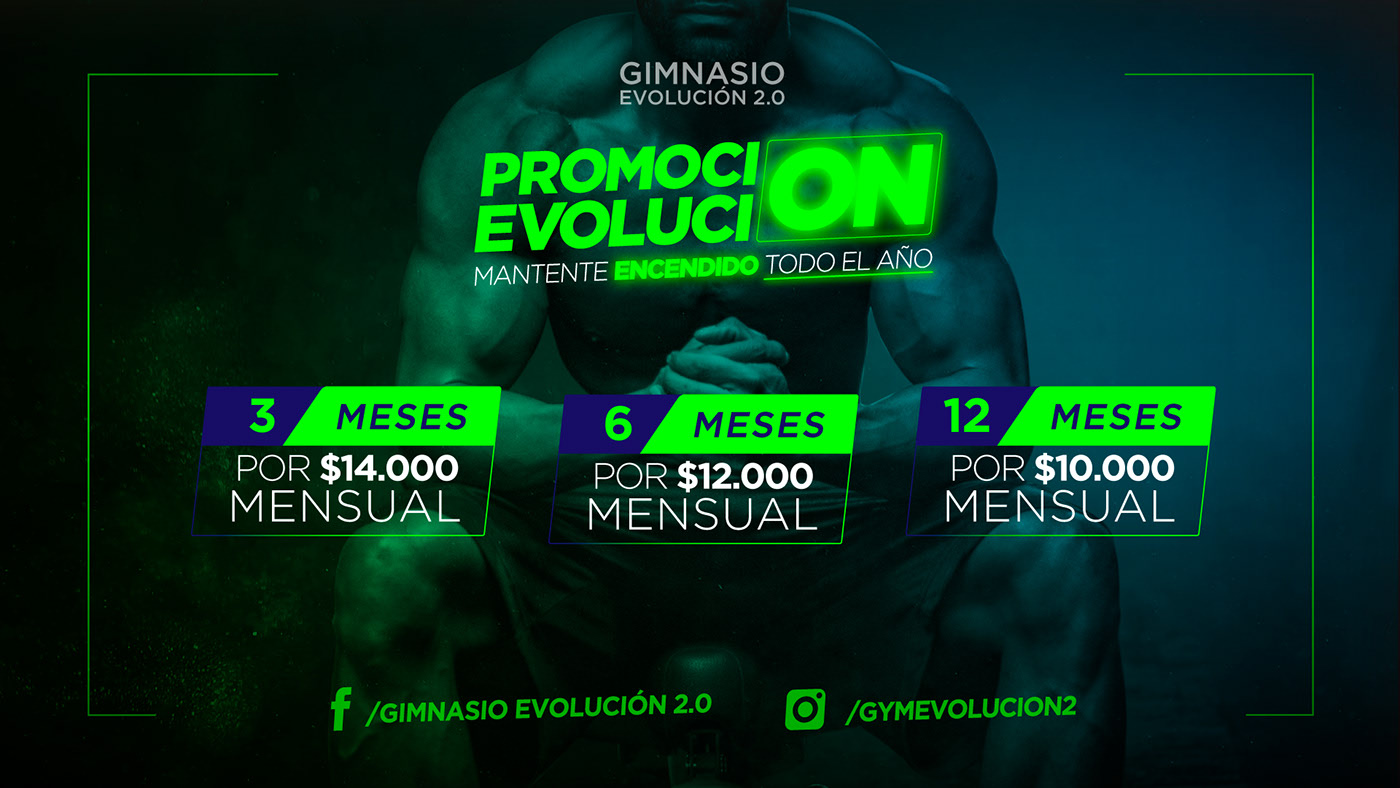 GIMNASIO
EVOLUCIÓN 2.0
PROMOCI
EVOLUCI
ON
MANTENTE ENCENDIDO TODO EL AÑO
3 MESES
POR $14.000
MENSUAL
6 MESES
POR $12.000
MENSUAL
12 MESES
POR $10.000
MENSUAL
/GIMNASIO EVOLUCIÓN 2.0
/GYMEVOLUCION2